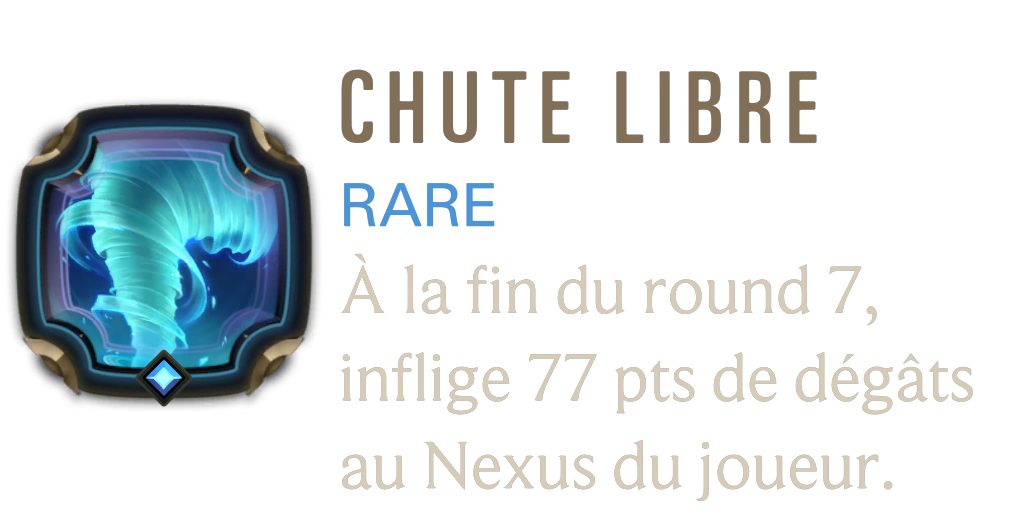 CHUTE LIBRE
RARE
À la fin du round 7,
inflige 77 pts de dégâts
au Nexus du joueur.